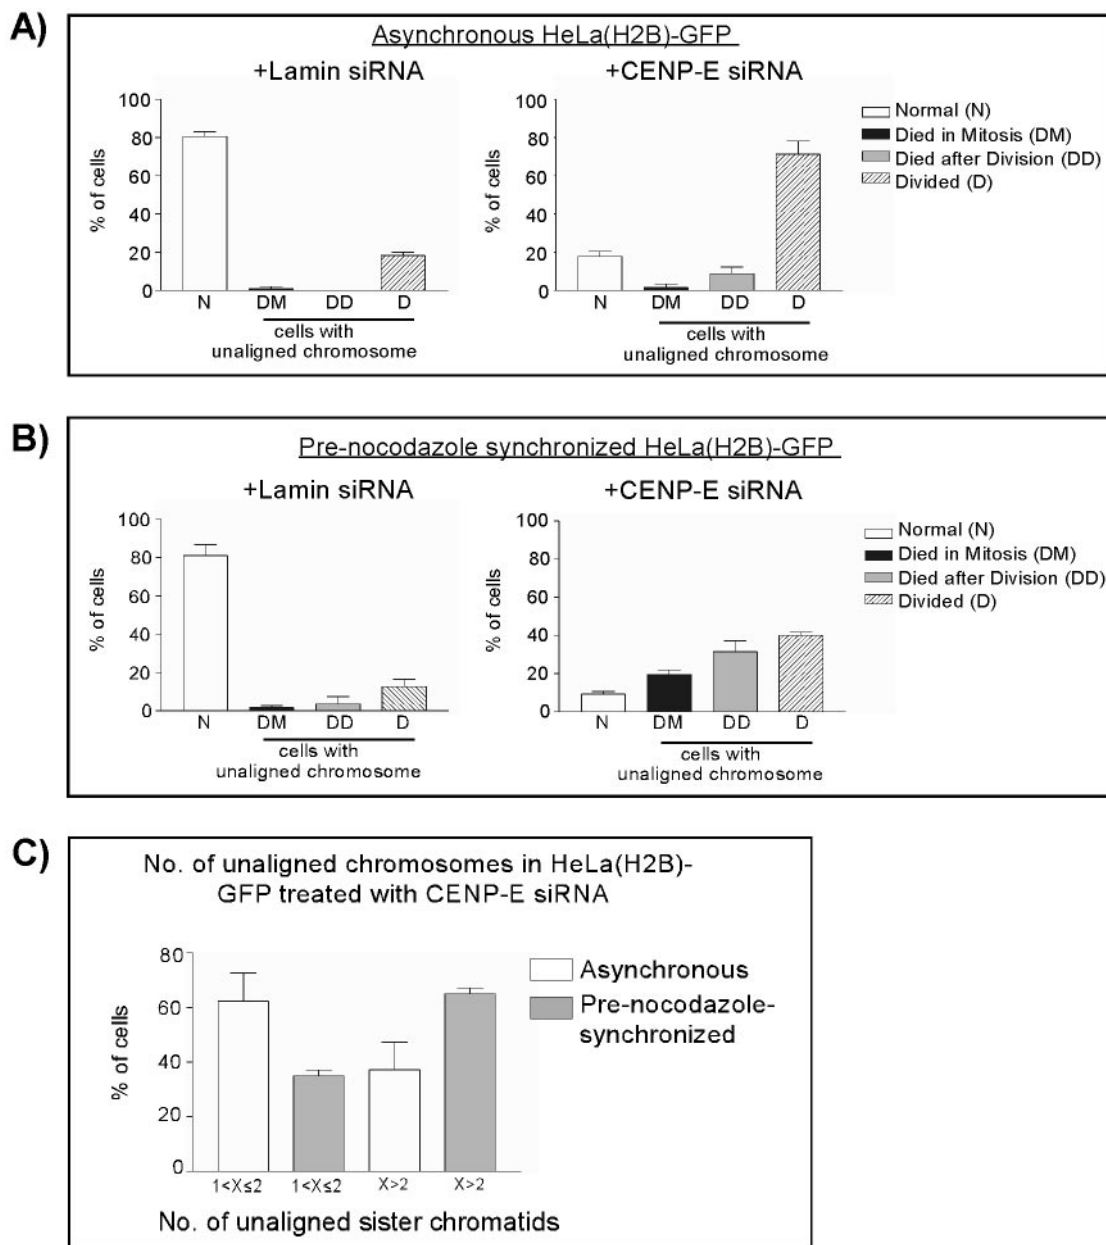 A)
Asynchronous HeLa(H2B)-GFP
+Lamin siRNA
+CENP-E siRNA
% of cells
100
80
60
40
20
0
N DM DD D
cells with
unaligned chromosome
% of cells
100
80
60
40
20
0
N DM DD D
cells with
unaligned chromosome
Normal (N)
Died in Mitosis (DM)
Died after Division (DD)
Divided (D)
B)
Pre-nocodazole synchronized HeLa(H2B)-GFP
+Lamin siRNA
+CENP-E siRNA
% of cells
100
80
60
40
20
0
N DM DD D
cells with
unaligned chromosome
% of cells
100
80
60
40
20
0
N DM DD D
cells with
unaligned chromosome
Normal (N)
Died in Mitosis (DM)
Died after Division (DD)
Divided (D)
C)
No. of unaligned chromosomes in HeLa(H2B)-
GFP treated with CENP-E siRNA
% of cells
80
60
40
20
0
1<X≤2 1<X≤2 X>2 X>2
No. of unaligned sister chromatids
Asynchronous
Pre-nocodazole-
synchronized